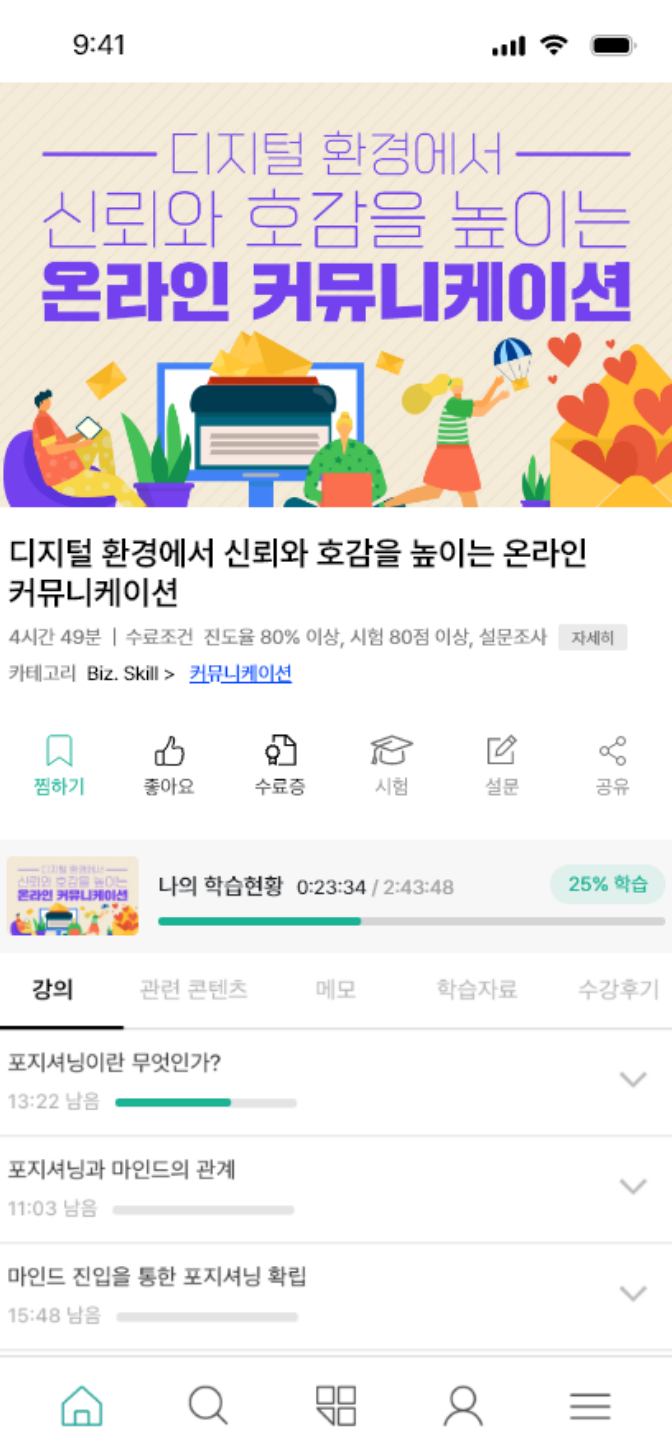 9:41
디지털 환경에서
신뢰와 호감을 높이는
온라인 커뮤니케이션
디지털 환경에서 신뢰와 호감을 높이는 온라인
커뮤니케이션
4시간 49분 | 수료조건 진도율 80% 이상, 시험 80점 이상, 설문조사 자세히
카테고리 Biz. Skill > 커뮤니케이션
찜하기 좋아요 수료증 시험 설문 공유
디지털 환경에서
신뢰와 호감을 높이는
온라인 커뮤니케이션
나의 학습현황 0:23:34 / 2:43:48 25% 학습
강의 관련 콘텐츠 메모 학습자료 수강후기
포지셔닝이란 무엇인가?
13:22 남음
포지셔닝과 마인드의 관계
11:03 남음
마인드 진입을 통한 포지셔닝 확립
15:48 남음